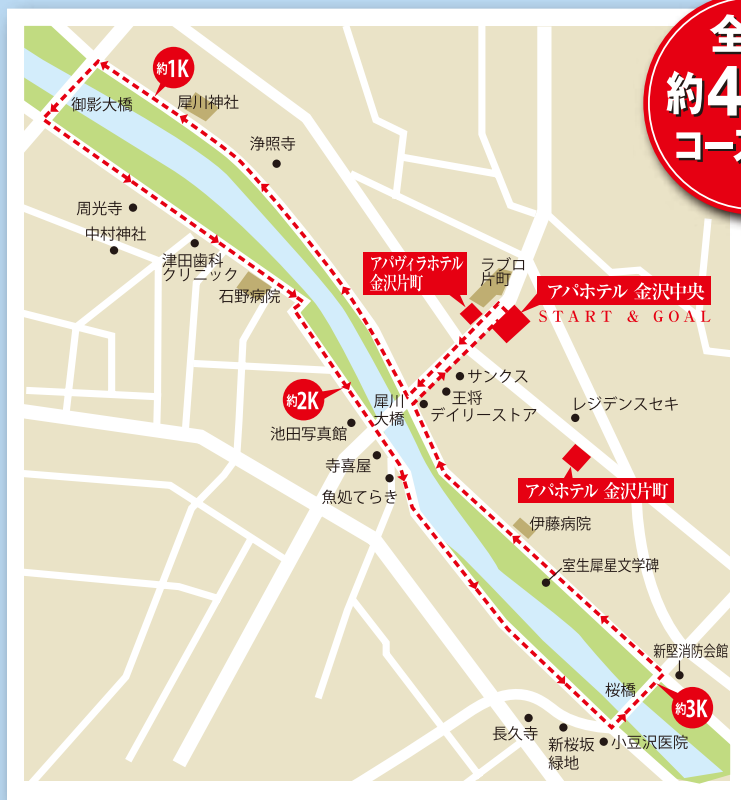 全
約4
コース
約1K
御影大橋
犀川神社
浄照寺
周光寺
中村神社
津田歯科
クリニック
石野病院
アパヴィラホテル
金沢片町
ラブロ
片町
アパホテル 金沢中央
START & GOAL
サンクス
王将
デイリーストア
犀川
大橋
約2K
池田写真館
寺喜屋
魚処てらき
レジデンスセキ
アパホテル 金沢片町
伊藤病院
室生犀星文学碑
新竪消防会館
桜橋
約3K
長久寺
新桜坂
緑地
小豆沢医院